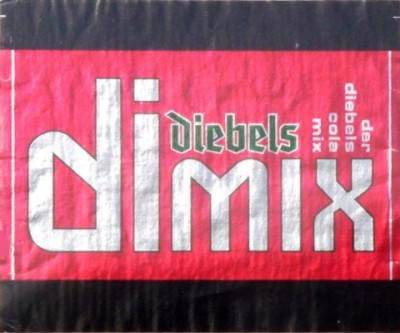 di
diebels
mix
der
diebels
cola
mix